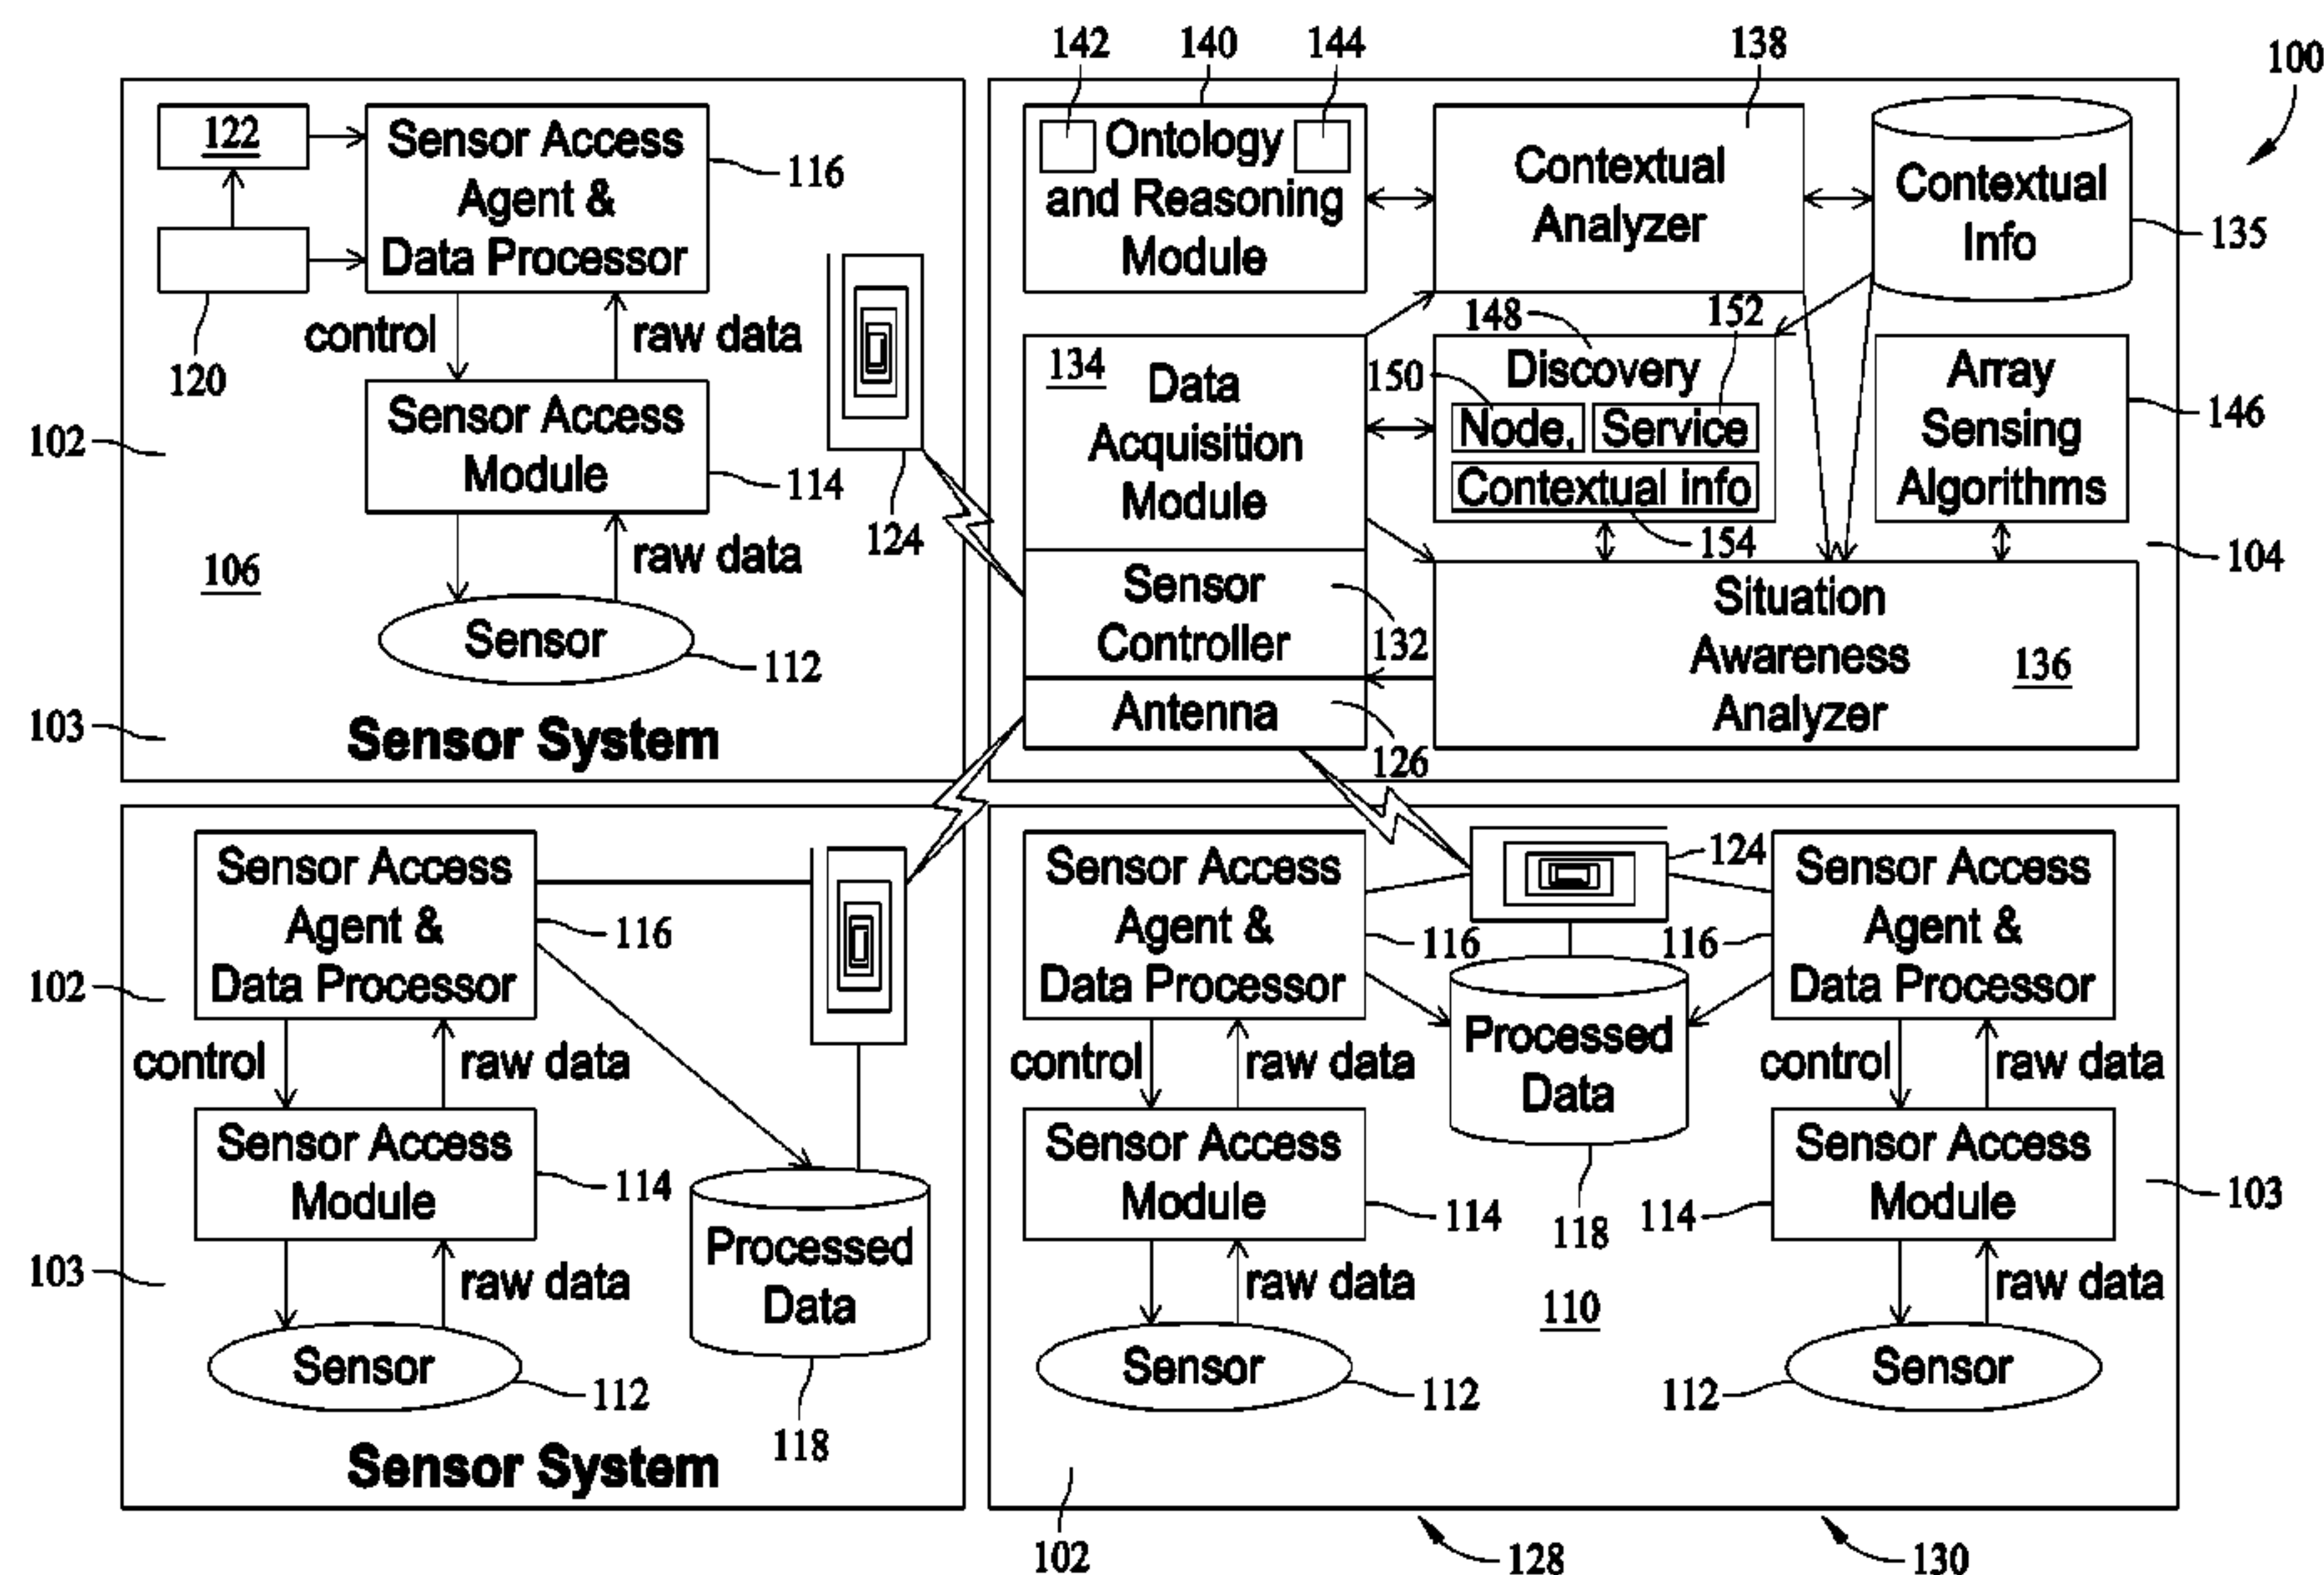 142
140
144
138
100
122
Sensor Access
Agent &
Data Processor
116
120
control
raw data
Sensor Access
Module
114
raw data
102
106
Sensor
112
103
Sensor System
124
Ontology
and Reasoning
Module
Contextual
Analyzer
Contextual
Info
135
134
Data
Acquisition
Module
148
152
150
Discovery
Node,
Service
Contextual info
154
Array
Sensing
Algorithms
146
104
Sensor
Controller
132
Antenna
126
Situation
Awareness
Analyzer
136
Sensor Access
Agent &
Data Processor
116
102
control
raw data
Sensor Access
Module
114
103
raw data
Sensor
112
Processed
Data
118
Sensor System
Sensor Access
Agent &
Data Processor
116
124
116
Sensor Access
Agent &
Data Processor
control
raw data
Processed
Data
118
control
raw data
Sensor Access
Module
114
114
Sensor Access
Module
103
raw data
110
raw data
Sensor
112
112
Sensor
102
128
130